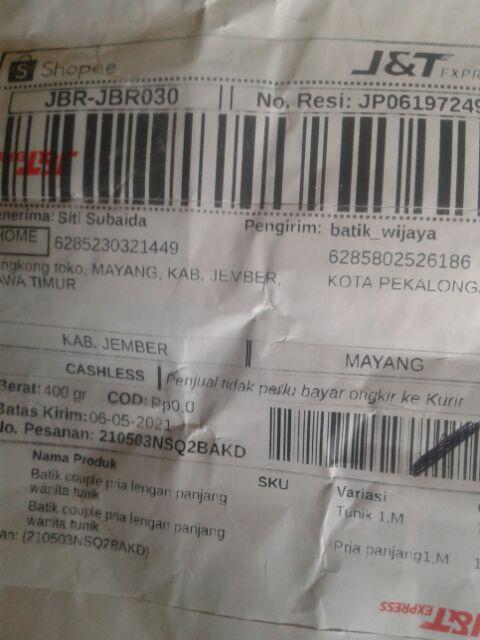 Shopee
J&T EXPR
JBR-JBR030
No. Resi: JP06197249
J&T EXPRESS
enerima: Siti Subaida
Pengirim: batik_wijaya
HOME
6285230321449
6285802526186
ngkong toko, MAYANG, KAB. JEMBER,
AWA TIMUR
KOTA PEKALONGA
KAB. JEMBER
MAYANG
CASHLESS
Penjual tidak perlu bayar ongkir ke Kurir
Berat: 400 gr
COD: Rp0,0
Batas Kirim: 06-05-2021
No. Pesanan: 210503NSQ2BAKD
Nama Produk
SKU
Variasi
Batik couple pria lengan panjang
wanita tunik
Tunik 1,M
Batik couple pria lengan panjang
wanita tunik
Pria panjang1,M
1
an: (210503NSQ2BAKD)
J&T EXPRESS